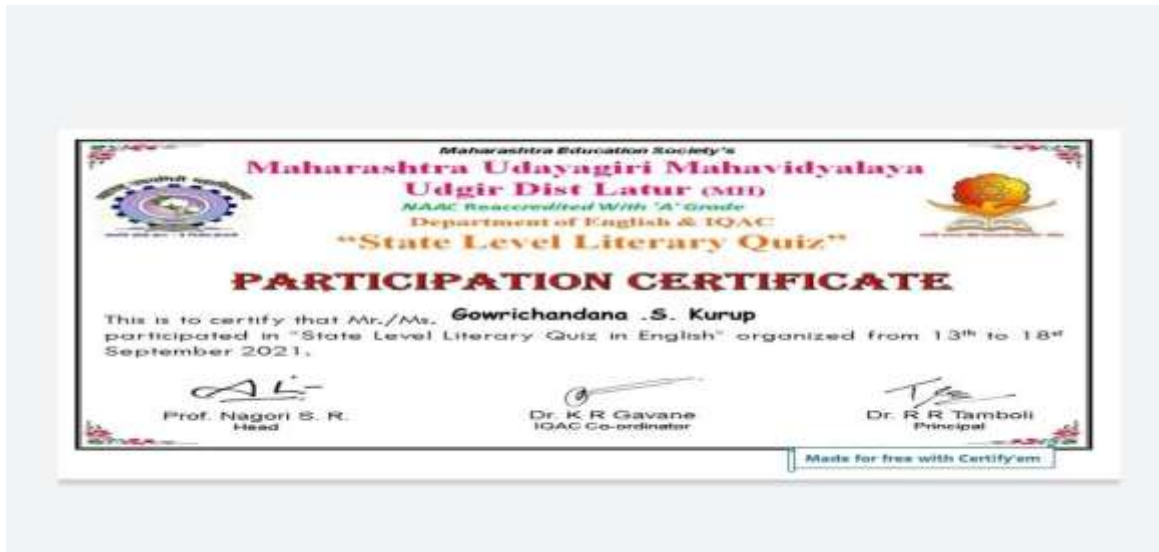 Maharashtra Education Society's
Maharashtra Udayagiri Mahavidyalaya
Udgir Dist Latur (MH)
NAAC Reaccredited With 'A' Grade
Department of English & IQAC
“State Level Literary Quiz”
PARTICIPATION CERTIFICATE
This is to certify that Mr./Ms. Gowrichandana .S. Kurup
participated in "State Level Literary Quiz in English" organized from 13th to 18st
September 2021.
Prof. Nagori S. R.
Head
Dr. K R Gavane
IQAC Co-ordinator
Dr. R R Tamboli
Principal
Made for free with Certify'em